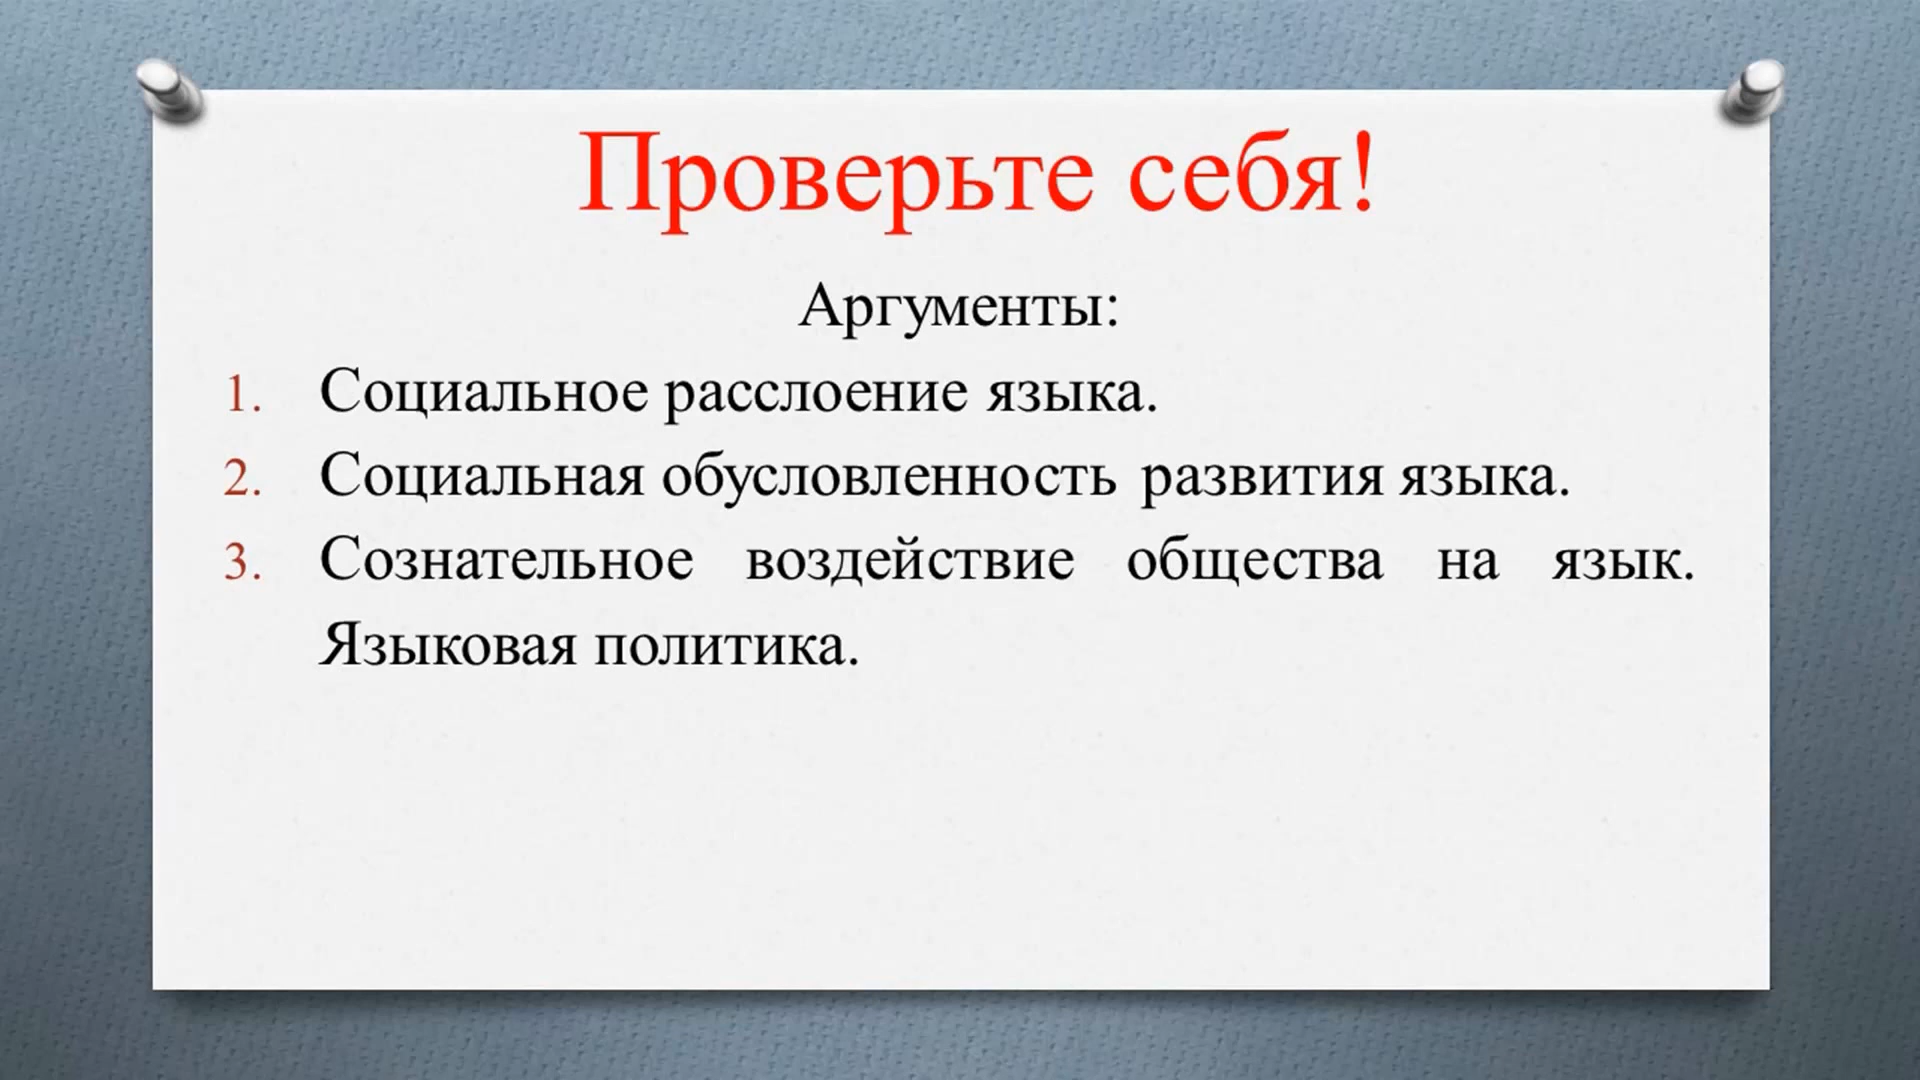 Проверьте себя!
Аргументы:
1. Социальное расслоение языка.
2. Социальная обусловленность развития языка.
3. Сознательное воздействие общества на язык.
Языковая политика.